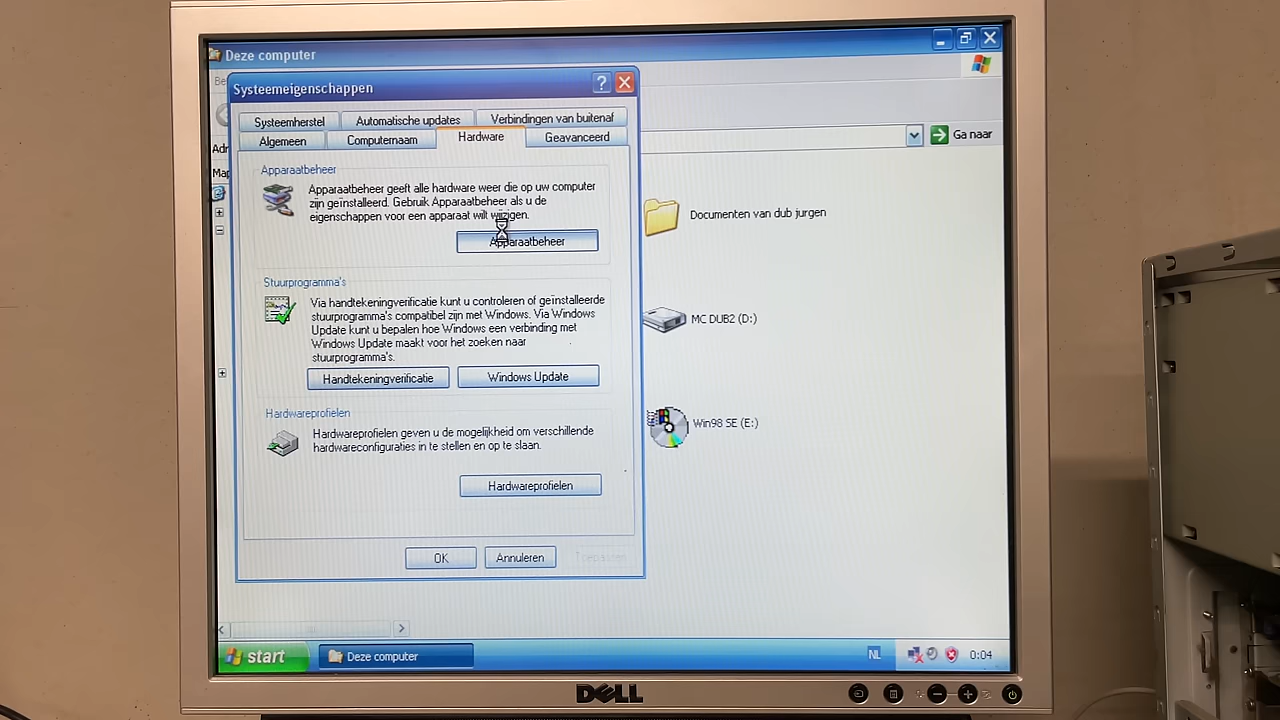 Deze computer
Systeemeigenschappen
Systeemherstel
Automatische updates
Verbindingen van buitenaf
Algemeen
Computernaam
Hardware
Geavanceerd
Ga naar
Apparaatbeheer
Apparaatbeheer geeft alle hardware weer die op uw computer
zijn geïnstalleerd. Gebruik Apparaatbeheer als u de
eigenschappen voor een apparaat wilt wijzigen.
Apparaatbeheer
Stuurprogramma's
Via handtekeningverificatie kunt u controleren of geïnstalleerde
stuurprogramma's compatibel zijn met Windows. Via Windows
Update kunt u bepalen hoe Windows een verbinding met
Windows Update maakt voor het zoeken naar
stuurprogramma's.
Handtekeningverificatie
Windows Update
Hardwareprofielen
Hardwareprofielen geven u de mogelijkheid om verschillende
hardwareconfiguraties in te stellen en op te slaan.
Hardwareprofielen
OK
Annuleren
Toepassen
Documenten van dub jurgen
MC DUB2 (D:)
Win98 SE (E:)
start
Deze computer
NL
0:04
DELL